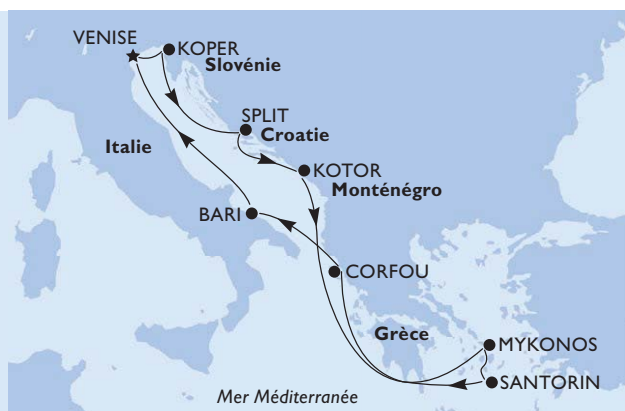 VENISE
KOPER
Slovénie
SPLIT
Croatie
Italie
KOTOR
Monténégro
BARI
CORFOU
Grèce
MYKONOS
SANTORIN
Mer Méditerranée